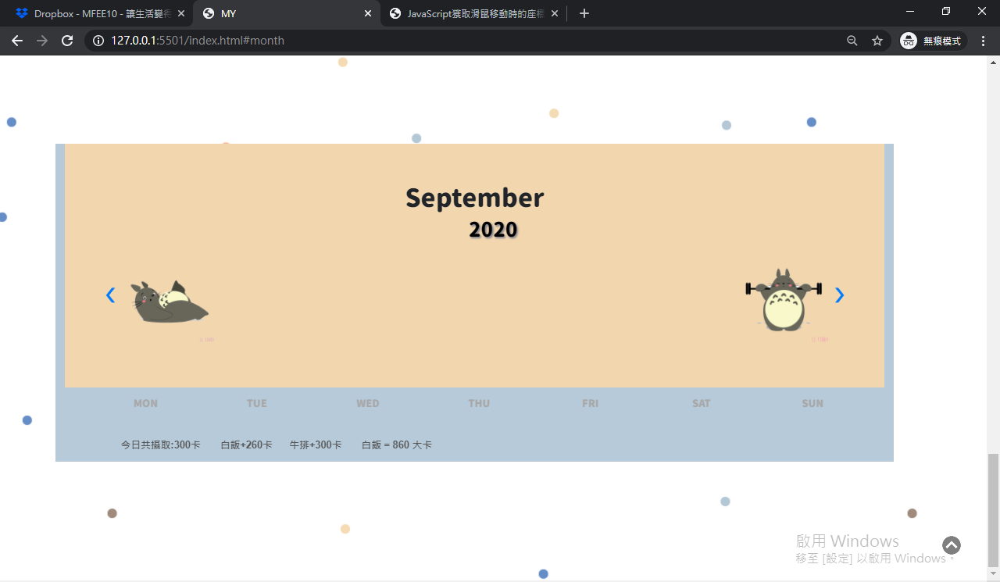 Dropbox - MFEE10 - 讓生活變得
MY
JavaScript獲取滑鼠移動時的座標
127.0.0.1:5501/index.html#month
無痕模式
September
2020
MON TUE WED THU FRI SAT SUN
今日共攝取:300卡 白飯+260卡 牛排+300卡 白飯 = 860 大卡
啟用 Windows
移至 [設定] 以啟用 Windows。